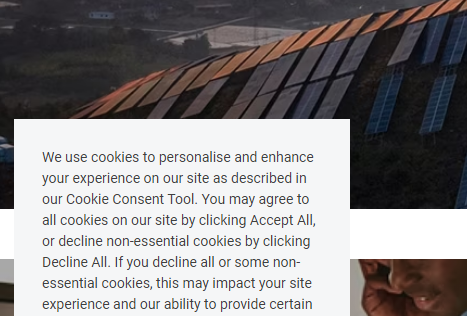 We use cookies to personalise and enhance
your experience on our site as described in
our Cookie Consent Tool. You may agree to
all cookies on our site by clicking Accept All,
or decline non-essential cookies by clicking
Decline All. If you decline all or some non-
essential cookies, this may impact your site
experience and our ability to provide certain